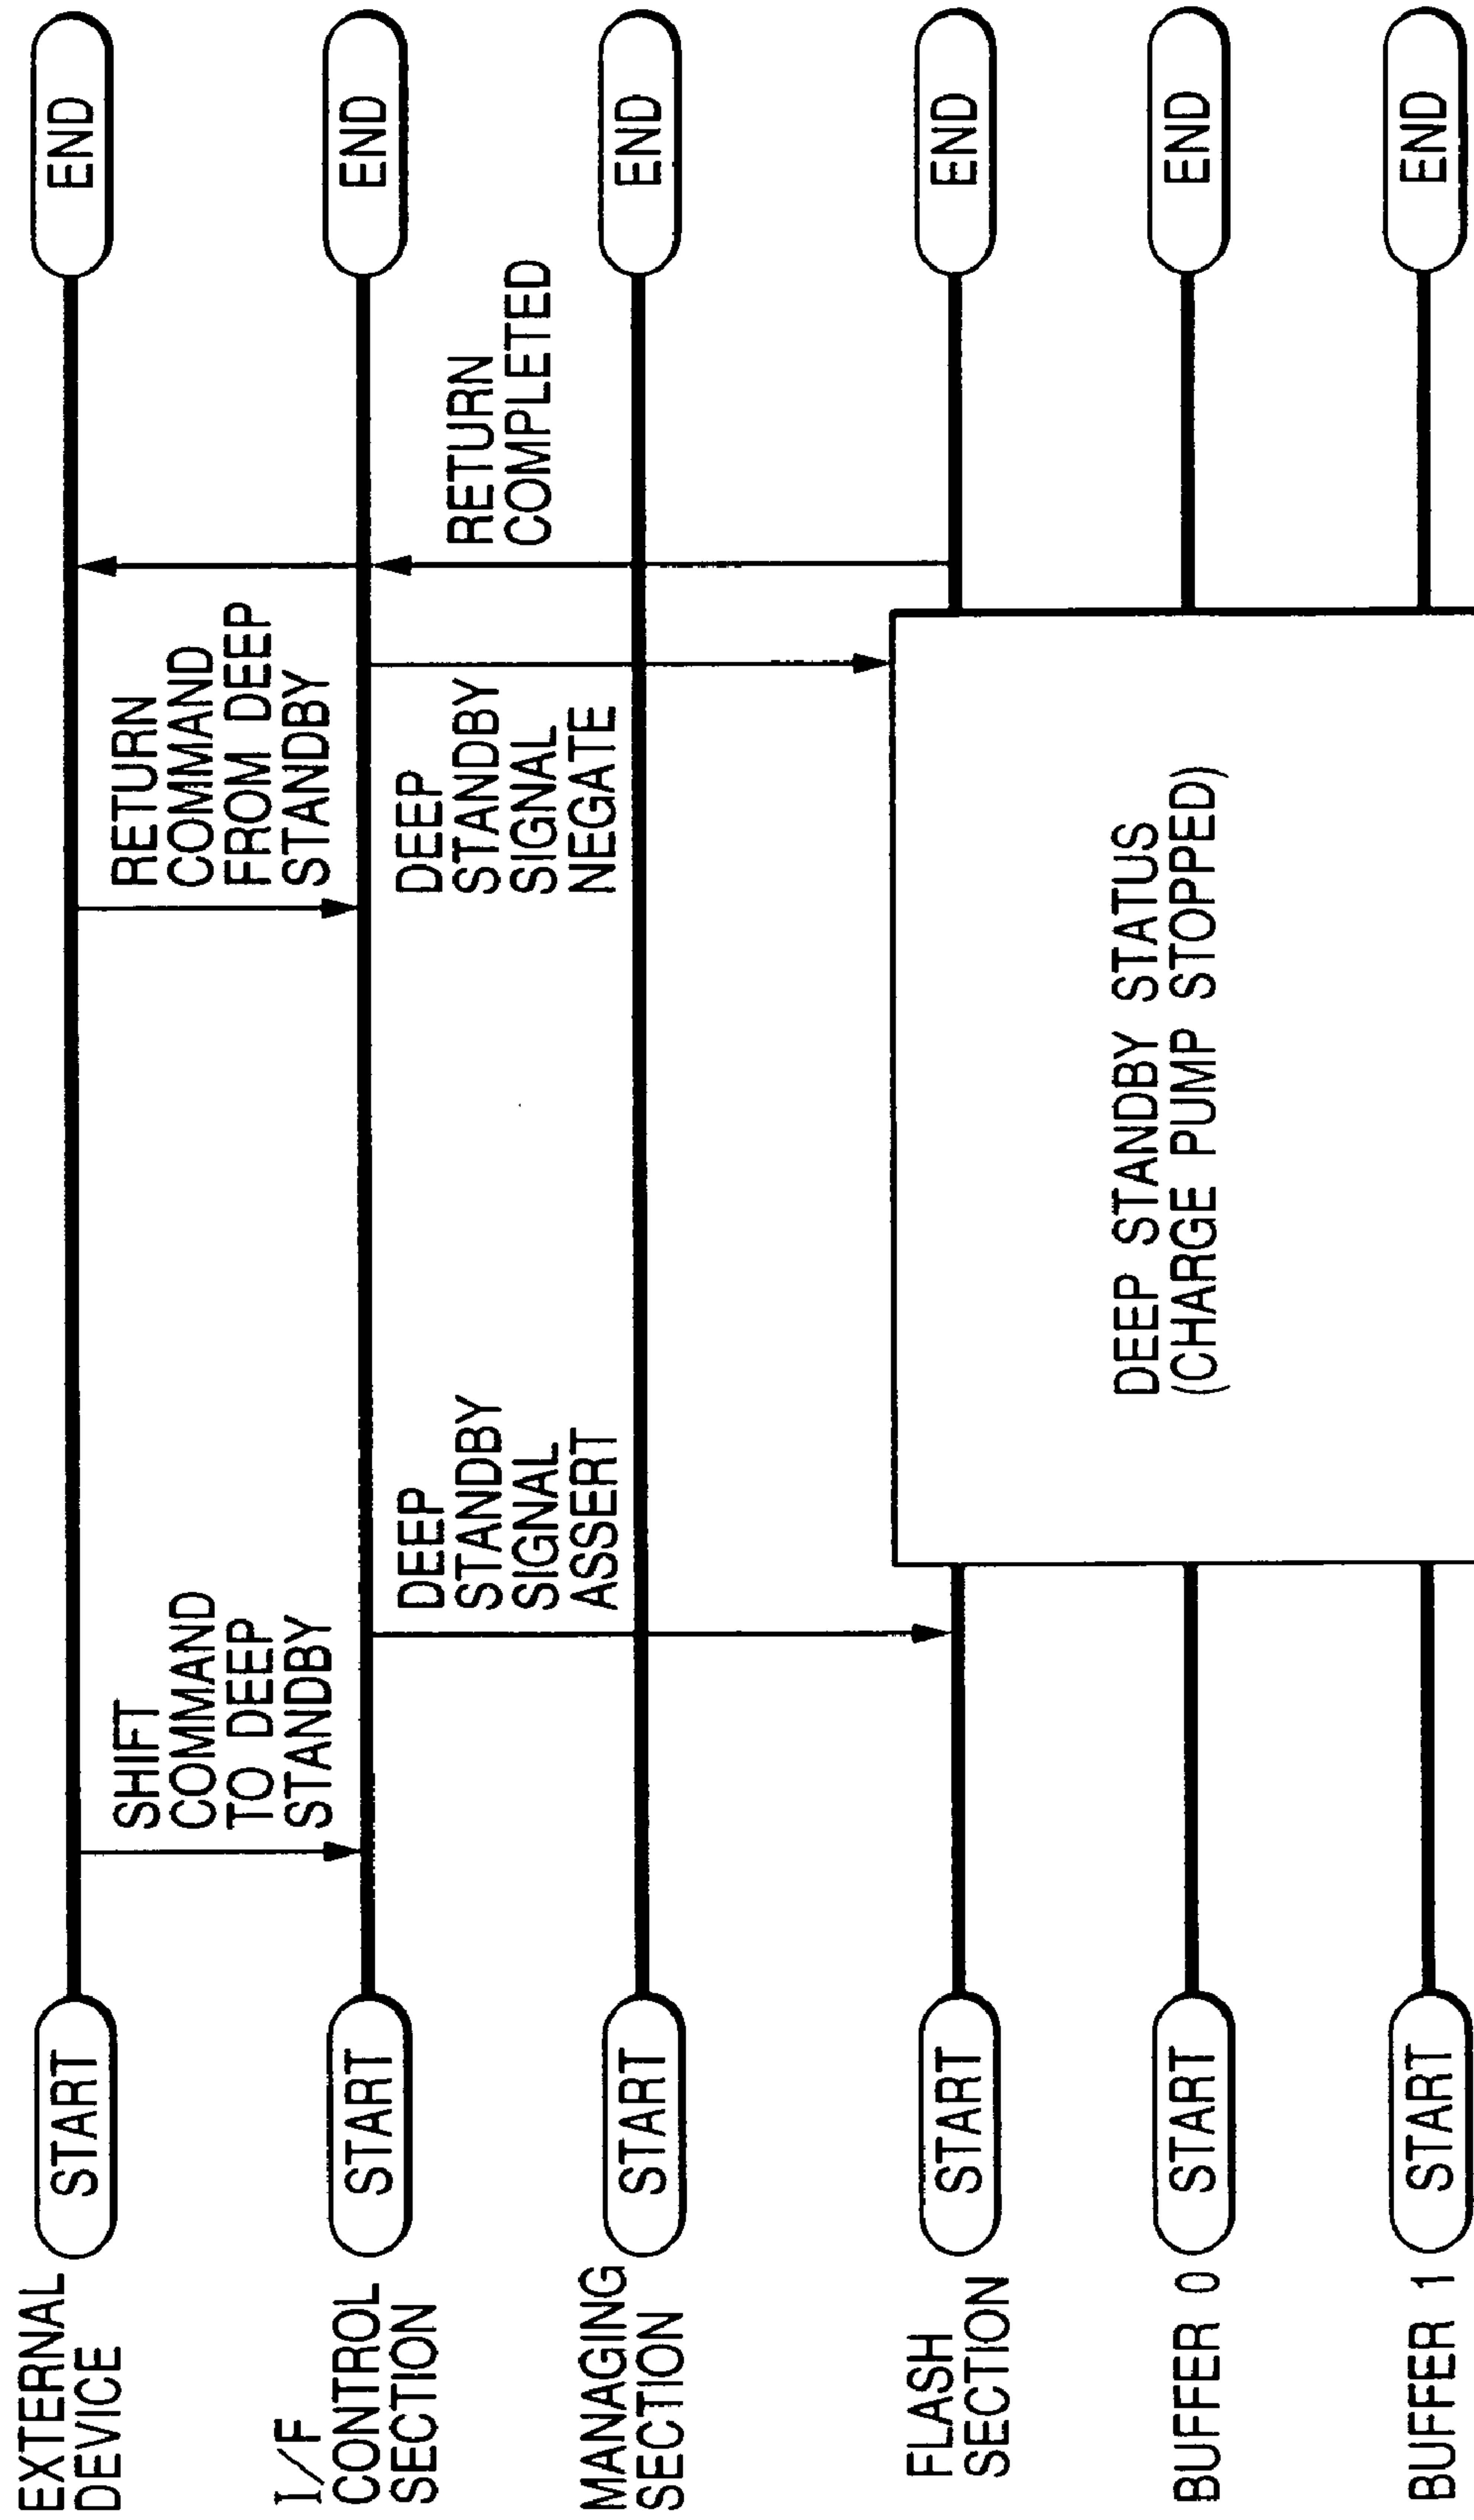 EXTERNAL
DEVICE
START
SHIFT
COMMAND
TO DEEP
STANDBY
RETURN
COMMAND
FROM DEEP
STANDBY
END
I/F
CONTROL
SECTION
START
DEEP
STANDBY
SIGNAL
ASSERT
DEEP
STANDBY
SIGNAL
NEGATE
RETURN
COMPLETED
END
MANAGING
SECTION
START
END
FLASH
SECTION
START
DEEP STANDBY STATUS
(CHARGE PUMP STOPPED)
END
BUFFER 0
START
END
BUFFER 1
START
END